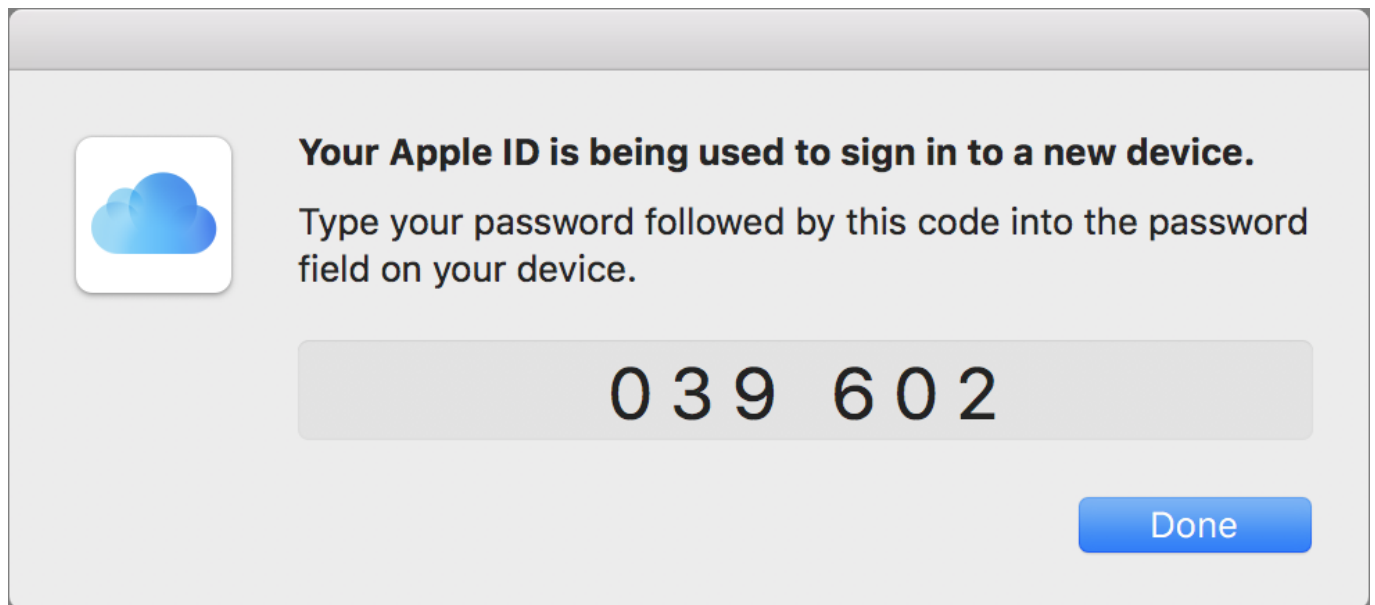 Your Apple ID is being used to sign in to a new device.
Type your password followed by this code into the password
field on your device.
039 602
Done